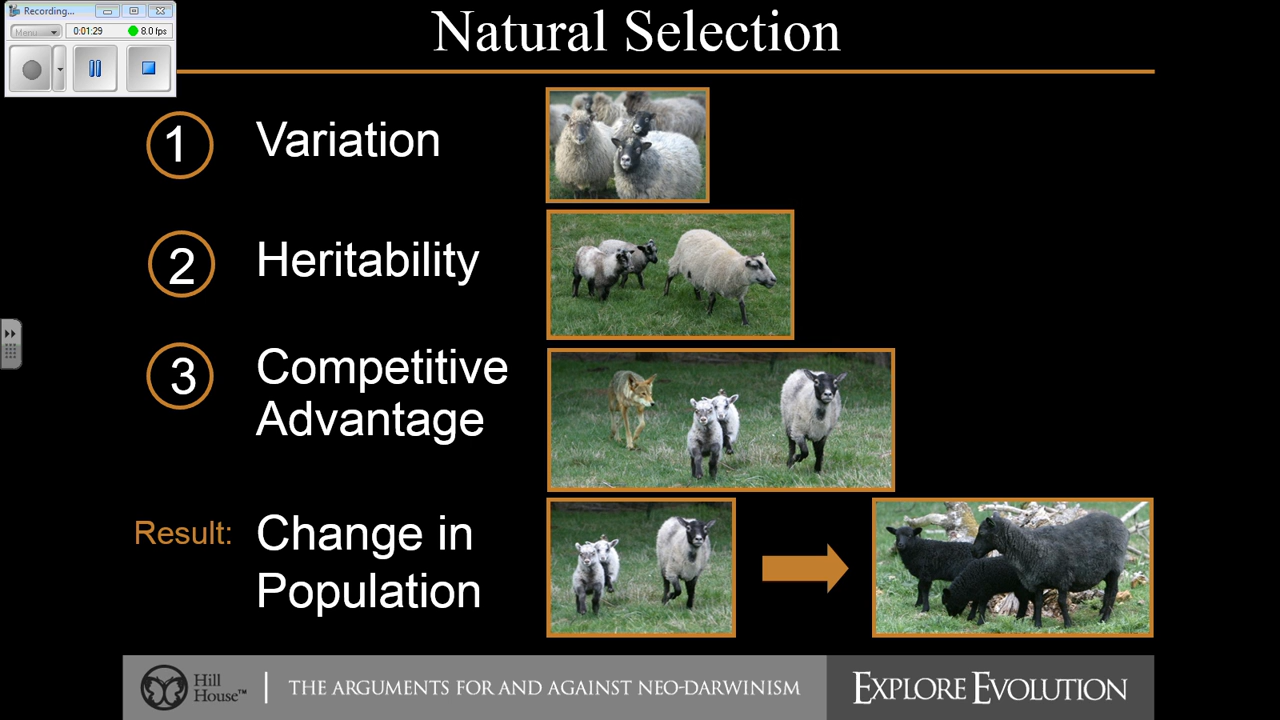 Recording...
Menu
0:01:29
8.0 fps
Natural Selection
1
Variation
2
Heritability
3
Competitive
Advantage
Result:
Change in
Population
Hill
House™
THE ARGUMENTS FOR AND AGAINST NEO-DARWINISM
EXPLORE EVOLUTION